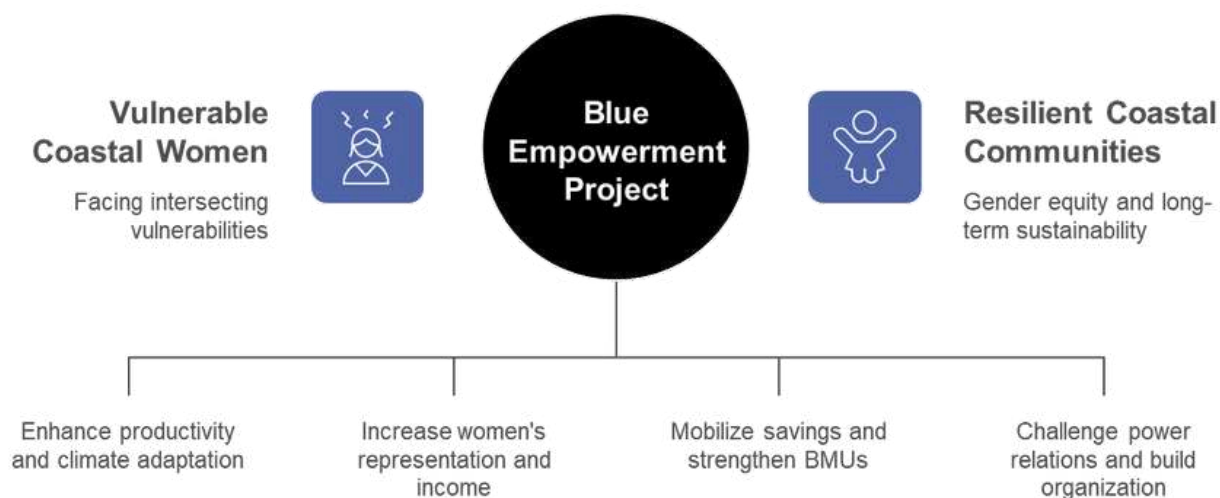 Vulnerable
Coastal Women
Facing intersecting
vulnerabilities
Blue
Empowerment
Project
Resilient Coastal
Communities
Gender equity and long-
term sustainability
Enhance productivity
and climate adaptation
Increase women's
representation and
income
Mobilize savings and
strengthen BMUs
Challenge power
relations and build
organization